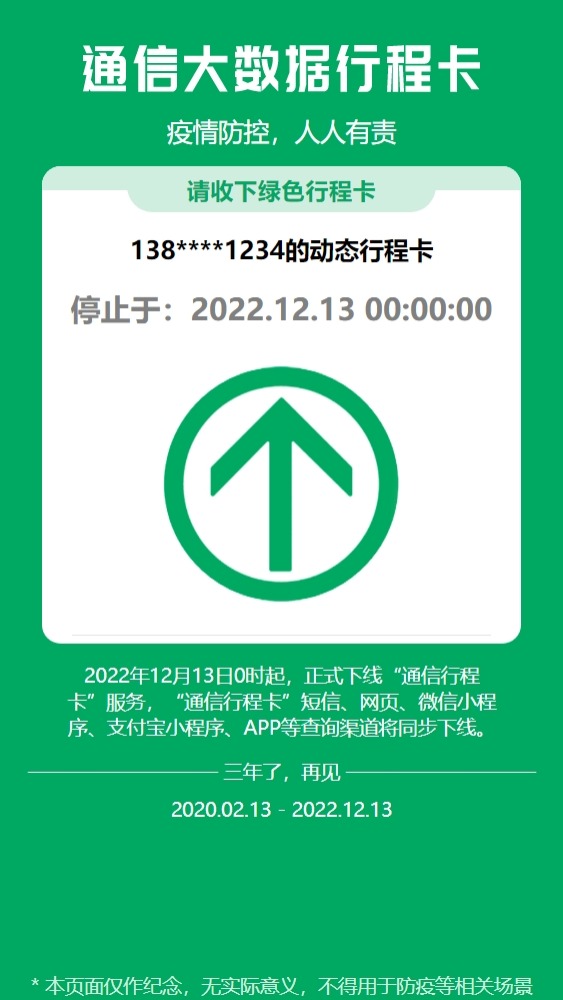 通信大数据行程卡
疫情防控，人人有责
请收下绿色行程卡
138****1234的动态行程卡
停止于：2022.12.13 00:00:00
2022年12月13日0时起，正式下线“通信行程
卡”服务，“通信行程卡”短信、网页、微信小程
序、支付宝小程序、APP等查询渠道将同步下线。
三年了，再见
2020.02.13 - 2022.12.13
* 本页面仅作纪念，无实际意义，不得用于防疫等相关场景